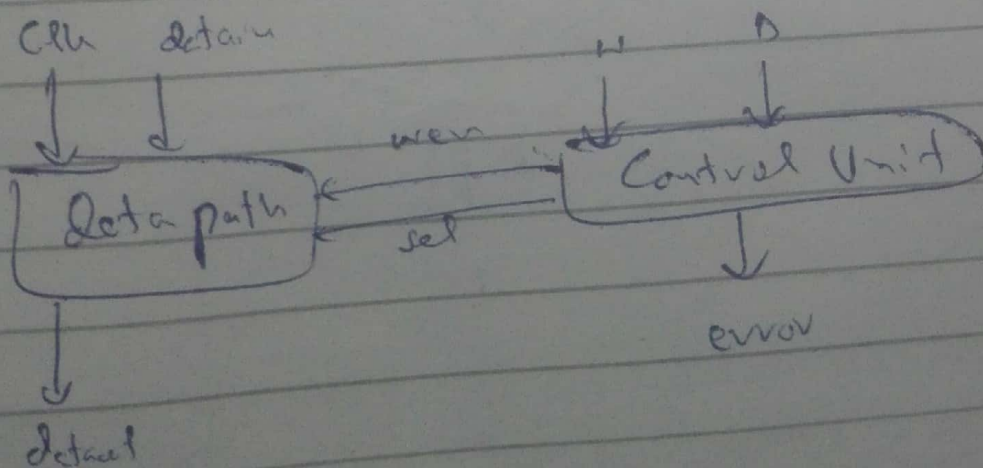 Clk datain W D
wen
Data path Control Unit
sel
error
dataout